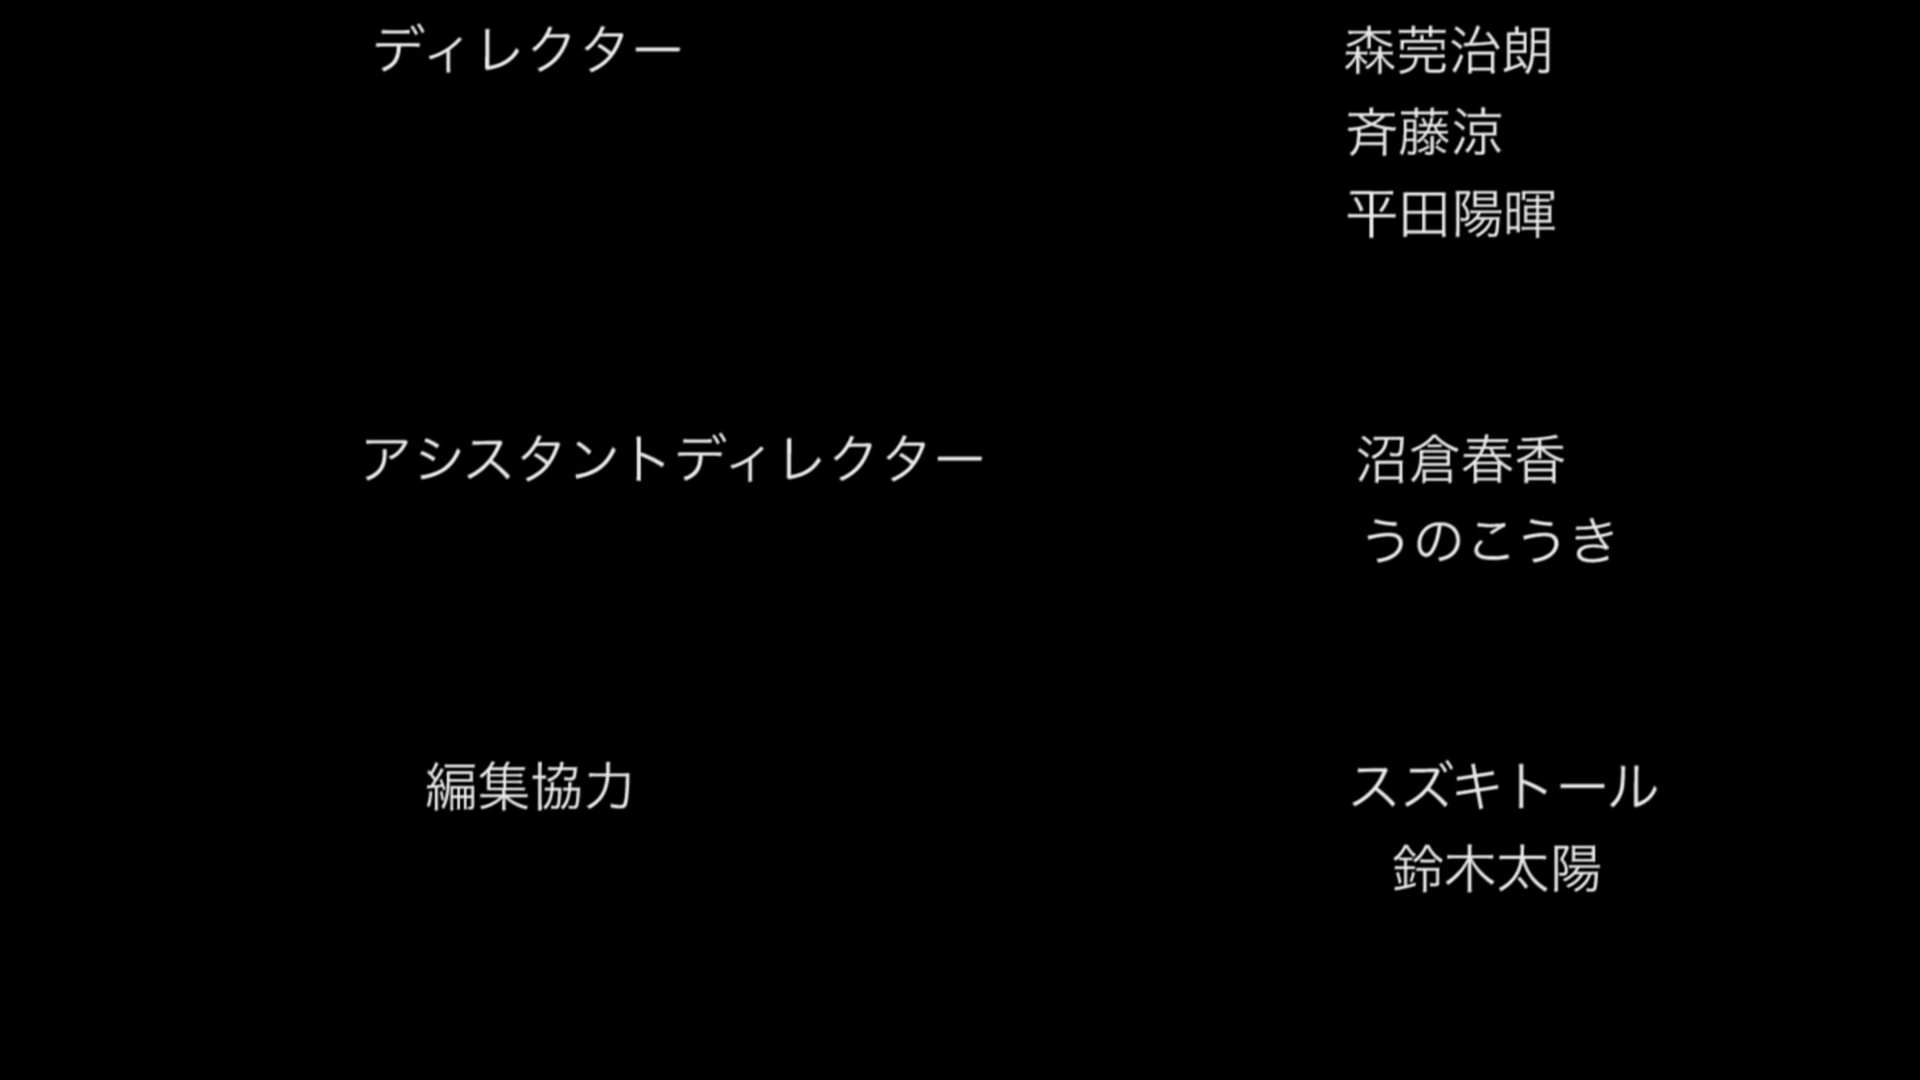 ディレクター 森莞治朗
斉藤涼
平田陽暉
アシスタントディレクター 沼倉春香
うのこうき
編集協力 スズキトール
鈴木太陽